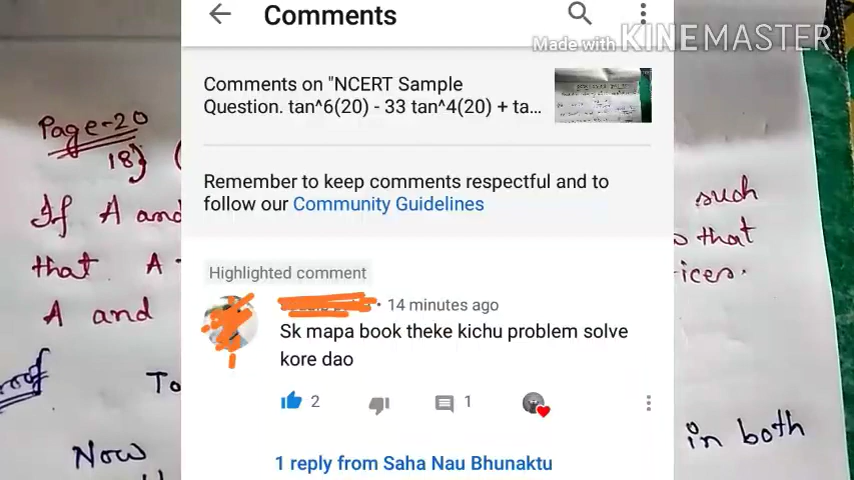 Comments
Made with KINEMASTER
Comments on "NCERT Sample
Question. tan^6(20) - 33 tan^4(20) + ta...
Remember to keep comments respectful and to
follow our Community Guidelines
Highlighted comment
14 minutes ago
Sk mapa book theke kichu problem solve
kore dao
2
1
1 reply from Saha Nau Bhunaktu
Page-20
18}
If A and
that A
A and
To
Now
such
that
in both